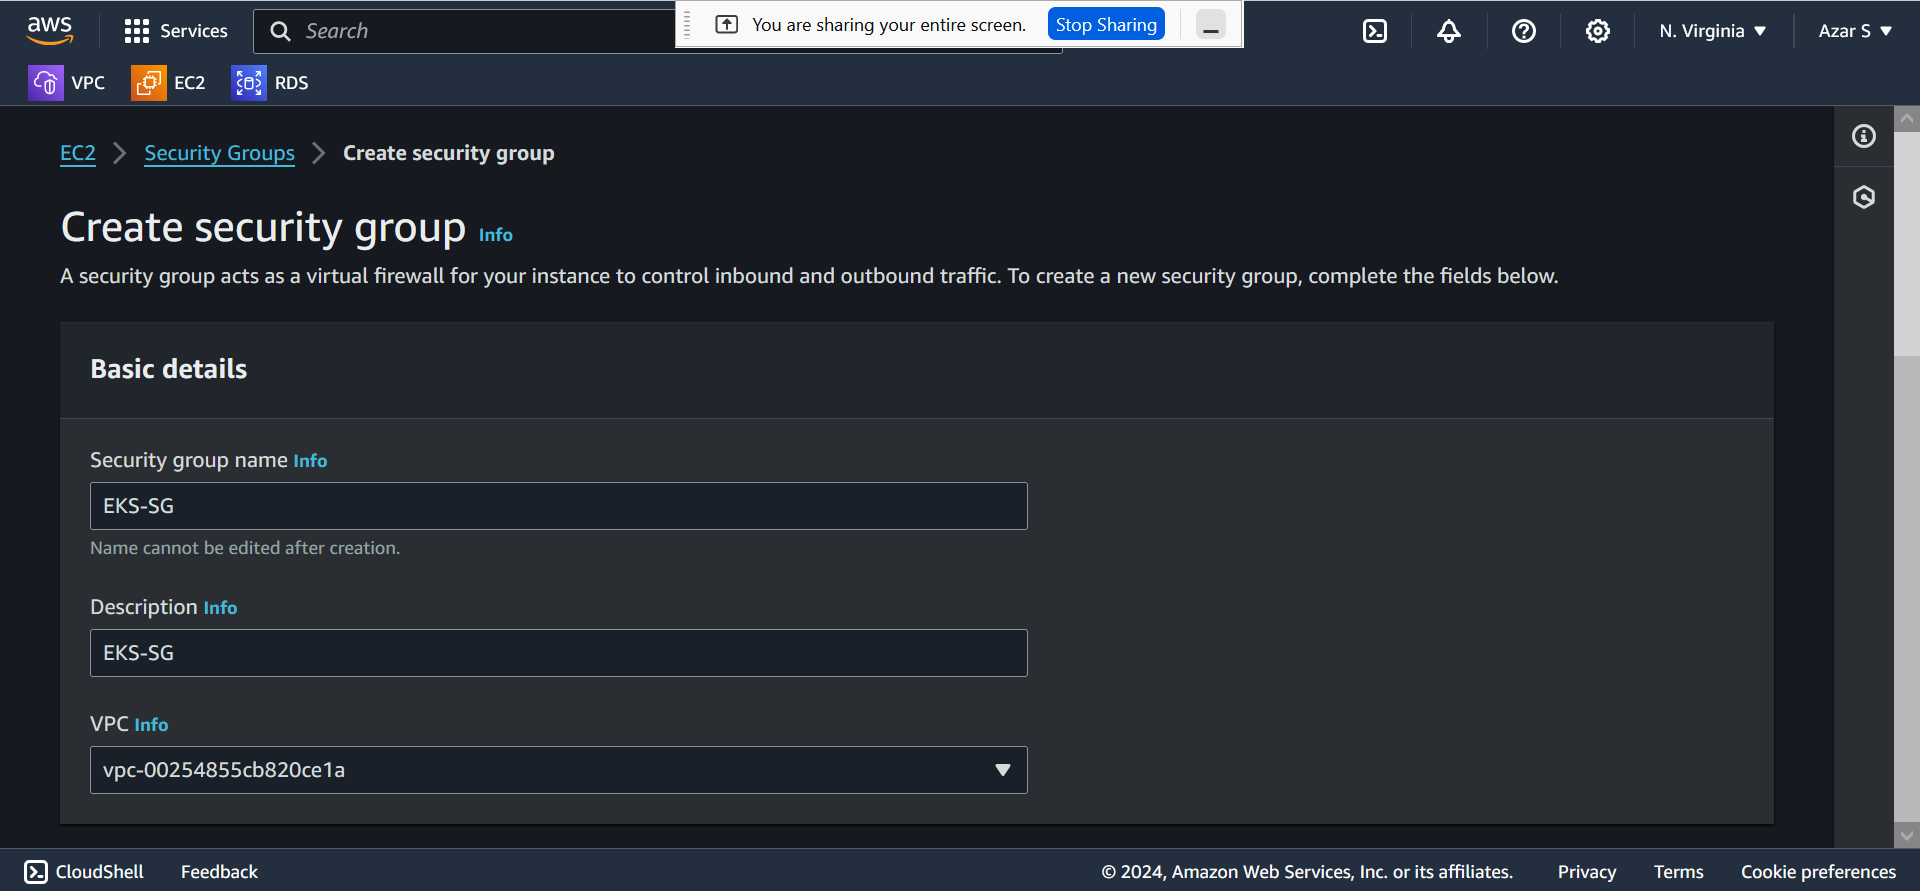 aws
Services
Search
You are sharing your entire screen.
Stop Sharing
N. Virginia
Azar S
VPC
EC2
RDS
EC2
Security Groups
Create security group
Create security group Info
A security group acts as a virtual firewall for your instance to control inbound and outbound traffic. To create a new security group, complete the fields below.
Basic details
Security group name Info
EKS-SG
Name cannot be edited after creation.
Description Info
EKS-SG
VPC Info
vpc-00254855cb820ce1a
CloudShell
Feedback
© 2024, Amazon Web Services, Inc. or its affiliates.
Privacy
Terms
Cookie preferences